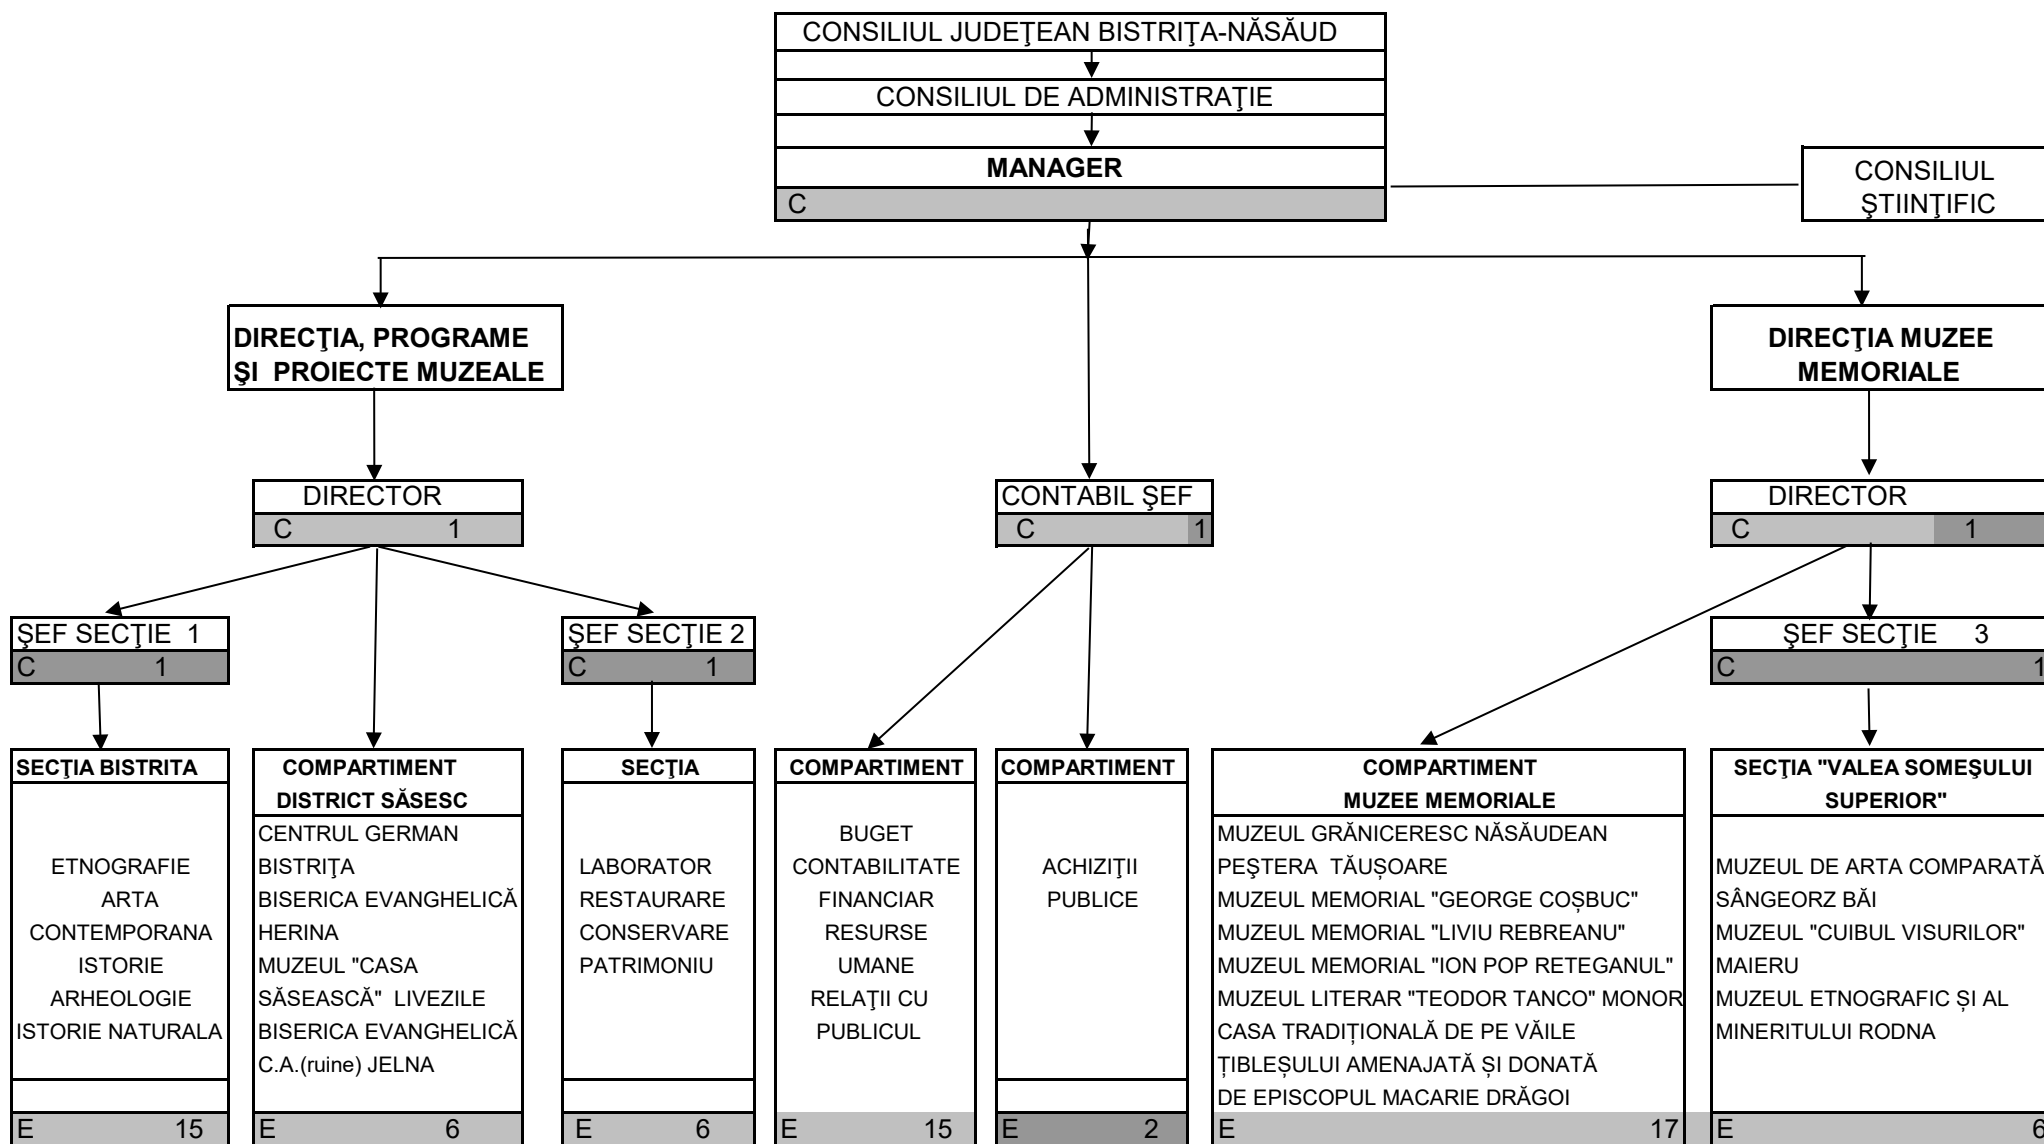 CONSILIUL JUDEŢEAN BISTRIŢA-NĂSĂUD
CONSILIUL DE ADMINISTRAŢIE
MANAGER
C
CONSILIUL
ŞTIINŢIFIC
DIRECŢIA, PROGRAME
ŞI PROIECTE MUZEALE
DIRECŢIA MUZEE
MEMORIALE
DIRECTOR
C 1
CONTABIL ŞEF
C 1
DIRECTOR
C 1
ŞEF SECŢIE 1
C 1
ŞEF SECŢIE 2
C 1
ŞEF SECŢIE 3
C 1
SECŢIA BISTRITA
ETNOGRAFIE
ARTA
CONTEMPORANA
ISTORIE
ARHEOLOGIE
ISTORIE NATURALA
E 15
COMPARTIMENT
DISTRICT SĂSESC
CENTRUL GERMAN
BISTRIŢA
BISERICA EVANGHELICĂ
HERINA
MUZEUL "CASA
SĂSEASCĂ" LIVEZILE
BISERICA EVANGHELICĂ
C.A.(ruine) JELNA
E 6
SECŢIA
LABORATOR
RESTAURARE
CONSERVARE
PATRIMONIU
E 6
COMPARTIMENT
BUGET
CONTABILITATE
FINANCIAR
RESURSE
UMANE
RELAŢII CU
PUBLICUL
E 15
COMPARTIMENT
ACHIZIŢII
PUBLICE
E 2
COMPARTIMENT
MUZEE MEMORIALE
MUZEUL GRĂNICERESC NĂSĂUDEAN
PEŞTERA TĂUȘOARE
MUZEUL MEMORIAL "GEORGE COȘBUC"
MUZEUL MEMORIAL "LIVIU REBREANU"
MUZEUL MEMORIAL "ION POP RETEGANUL"
MUZEUL LITERAR "TEODOR TANCO" MONOR
CASA TRADIȚIONALĂ DE PE VĂILE
ȚIBLEȘULUI AMENAJATĂ ȘI DONATĂ
DE EPISCOPUL MACARIE DRĂGOI
E 17
SECŢIA "VALEA SOMEŞULUI
SUPERIOR"
MUZEUL DE ARTA COMPARATĂ
SÂNGEORZ BĂI
MUZEUL "CUIBUL VISURILOR"
MAIERU
MUZEUL ETNOGRAFIC ȘI AL
MINERITULUI RODNA
E 6